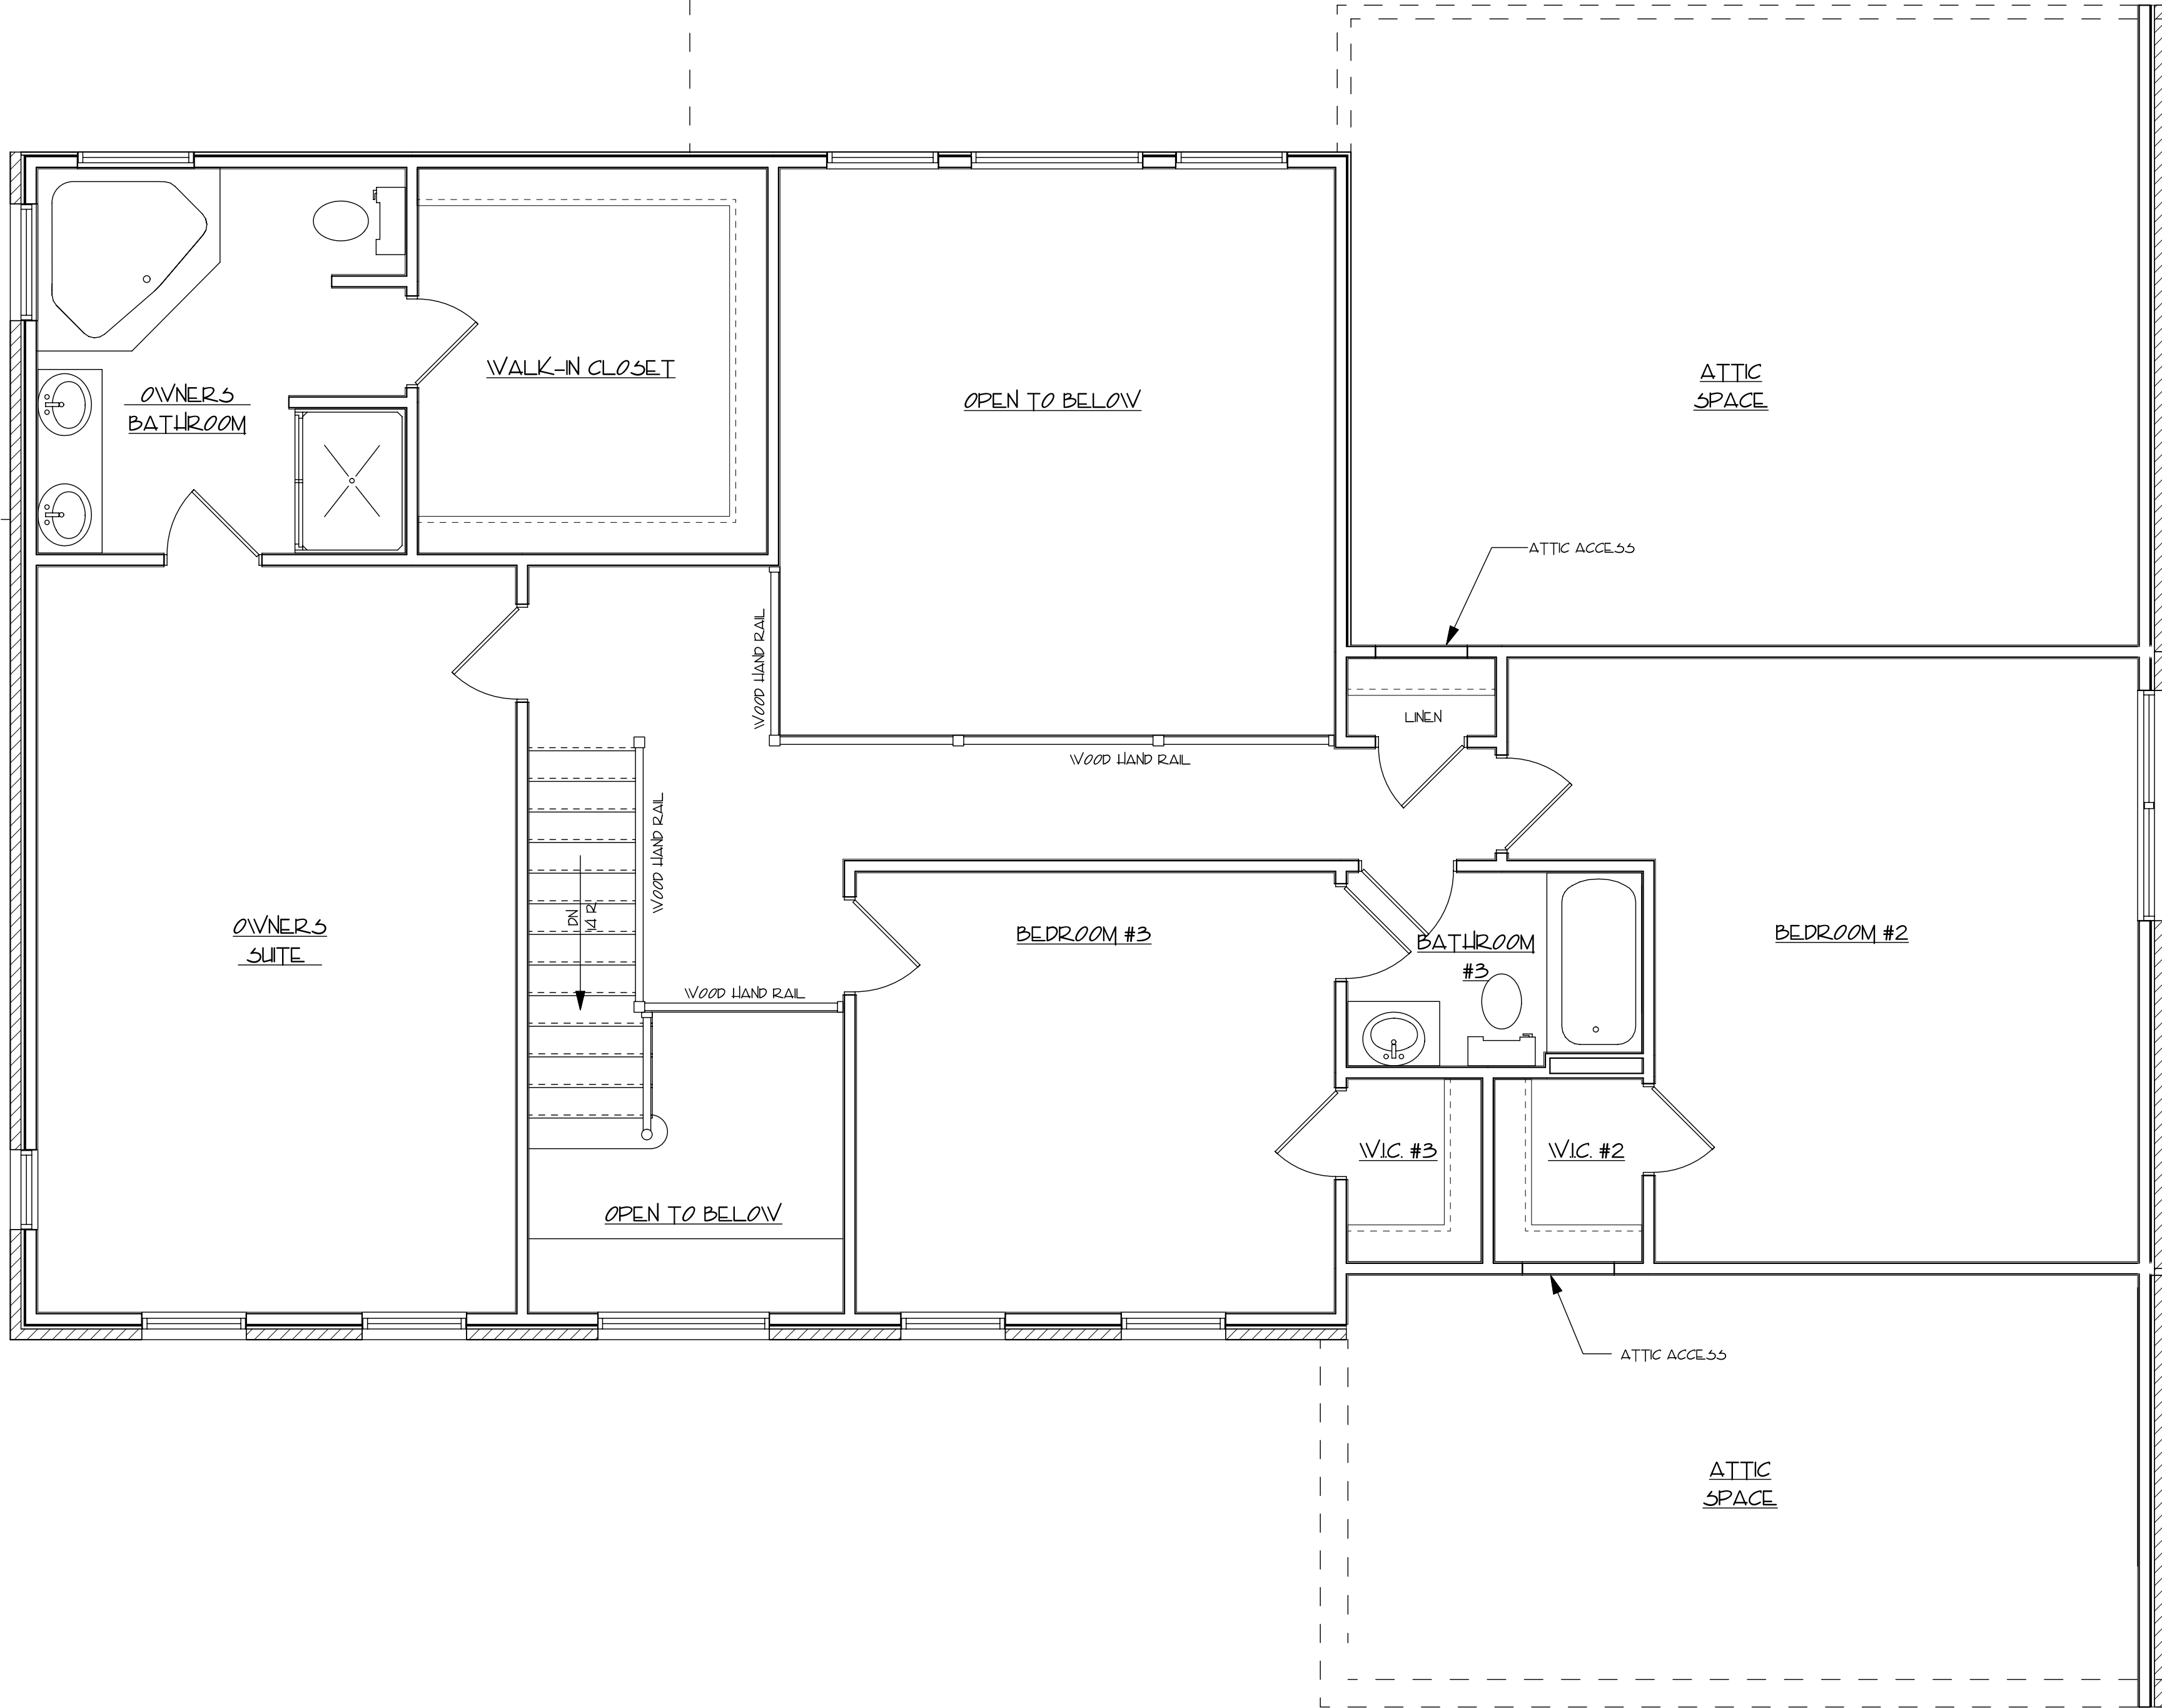 WALK-IN CLOSET
OWNERS
BATHROOM
OPEN TO BELOW
ATTIC
SPACE
ATTIC ACCESS
WOOD HAND RAIL
LINEN
WOOD HAND RAIL
WOOD HAND RAIL
DN
14 R
OWNERS
SUITE
BEDROOM #3
BATHROOM
#3
BEDROOM #2
WOOD HAND RAIL
W.I.C. #3
W.I.C. #2
OPEN TO BELOW
ATTIC ACCESS
ATTIC
SPACE